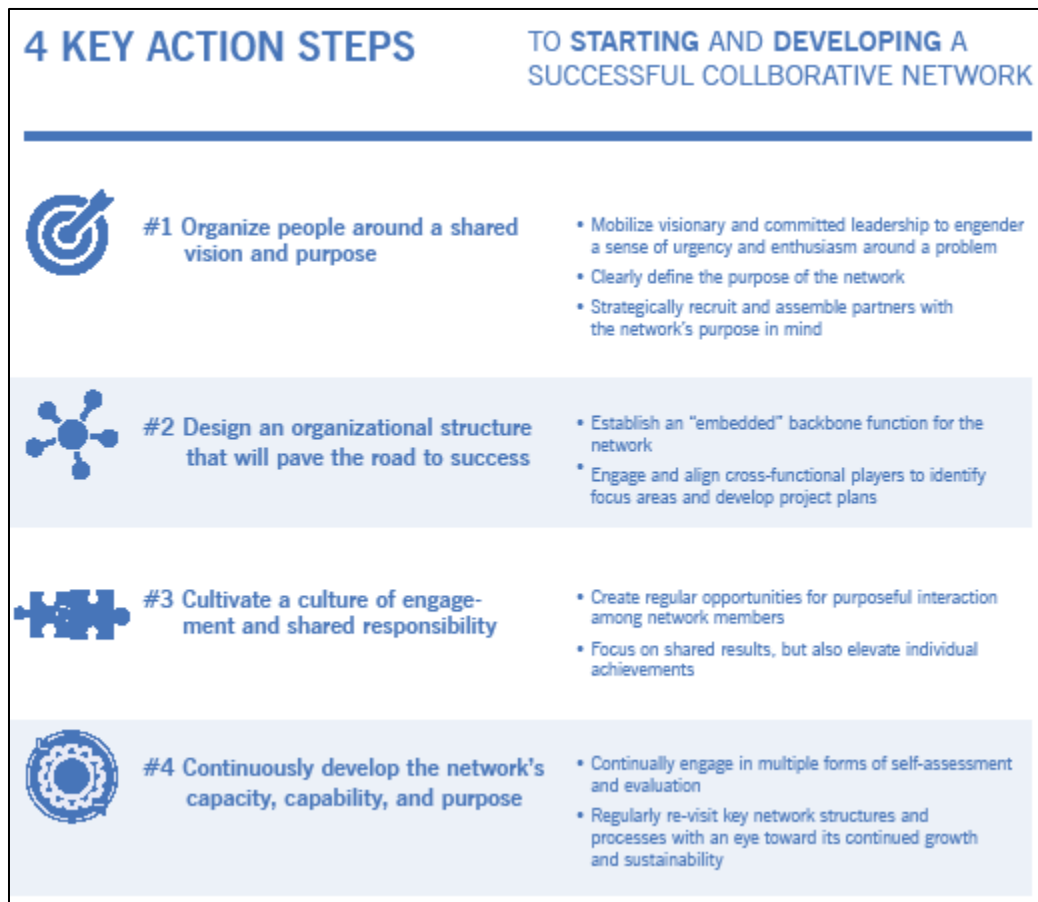 4 KEY ACTION STEPS
TO STARTING AND DEVELOPING A
SUCCESSFUL COLLBORATIVE NETWORK
#1 Organize people around a shared
vision and purpose
• Mobilize visionary and committed leadership to engender
a sense of urgency and enthusiasm around a problem
• Clearly define the purpose of the network
• Strategically recruit and assemble partners with
the network's purpose in mind
#2 Design an organizational structure
that will pave the road to success
• Establish an “embedded” backbone function for the
network
• Engage and align cross-functional players to identify
focus areas and develop project plans
#3 Cultivate a culture of engage-
ment and shared responsibility
• Create regular opportunities for purposeful interaction
among network members
• Focus on shared results, but also elevate individual
achievements
#4 Continuously develop the network's
capacity, capability, and purpose
• Continually engage in multiple forms of self-assessment
and evaluation
• Regularly re-visit key network structures and
processes with an eye toward its continued growth
and sustainability